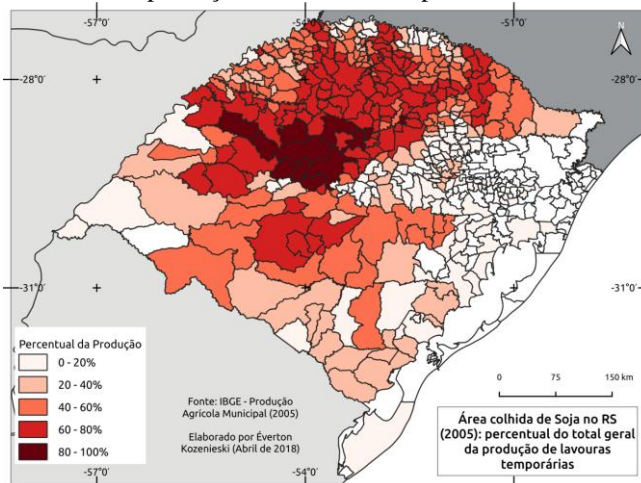 -57°0'
-54°0'
-51°0'
N
-28°0'
-28°0'
-31°0'
-31°0'
Percentual da Produção
0 - 20%
20 - 40%
40 - 60%
60 - 80%
80 - 100%
Fonte: IBGE - Produção
Agrícola Municipal (2005)
Elaborado por Éverton
Kozenieski (Abril de 2018)
0 75 150 km
Área colhida de Soja no RS
(2005): percentual do total geral
da produção de lavouras
temporárias
-57°0'
-54°0'
-51°0'